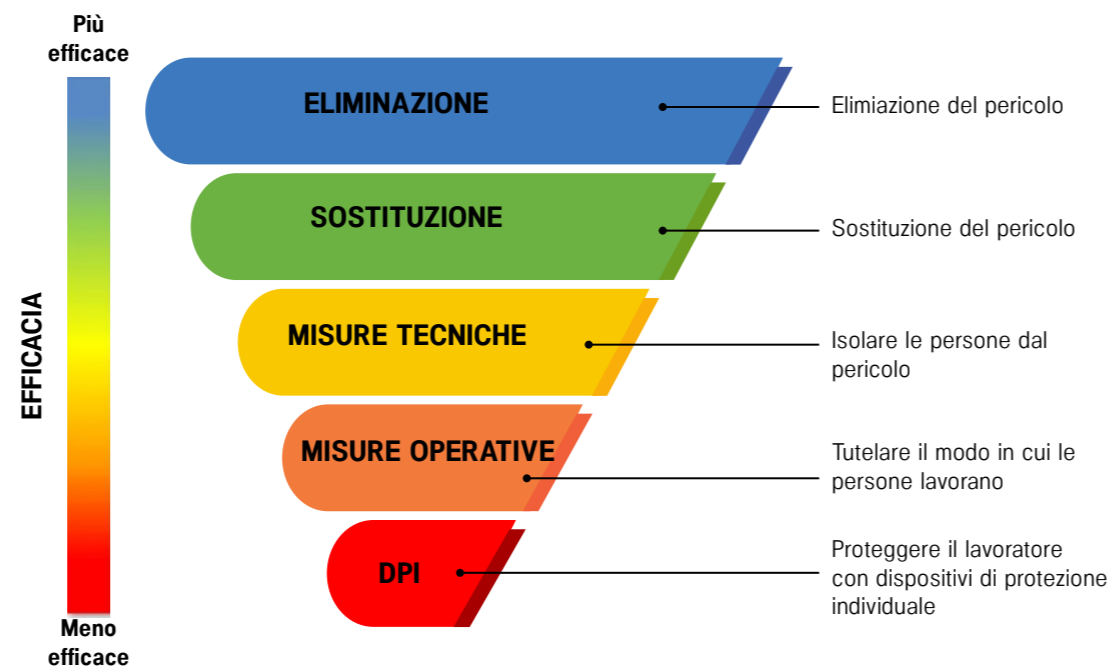 Più
efficace
ELIMINAZIONE
Elimiazione del pericolo
SOSTITUZIONE
Sostituzione del pericolo
EFFICACIA
MISURE TECNICHE
Isolare le persone dal
pericolo
MISURE OPERATIVE
Tutelare il modo in cui le
persone lavorano
DPI
Proteggere il lavoratore
con dispositivi di protezione
individuale
Meno
efficace